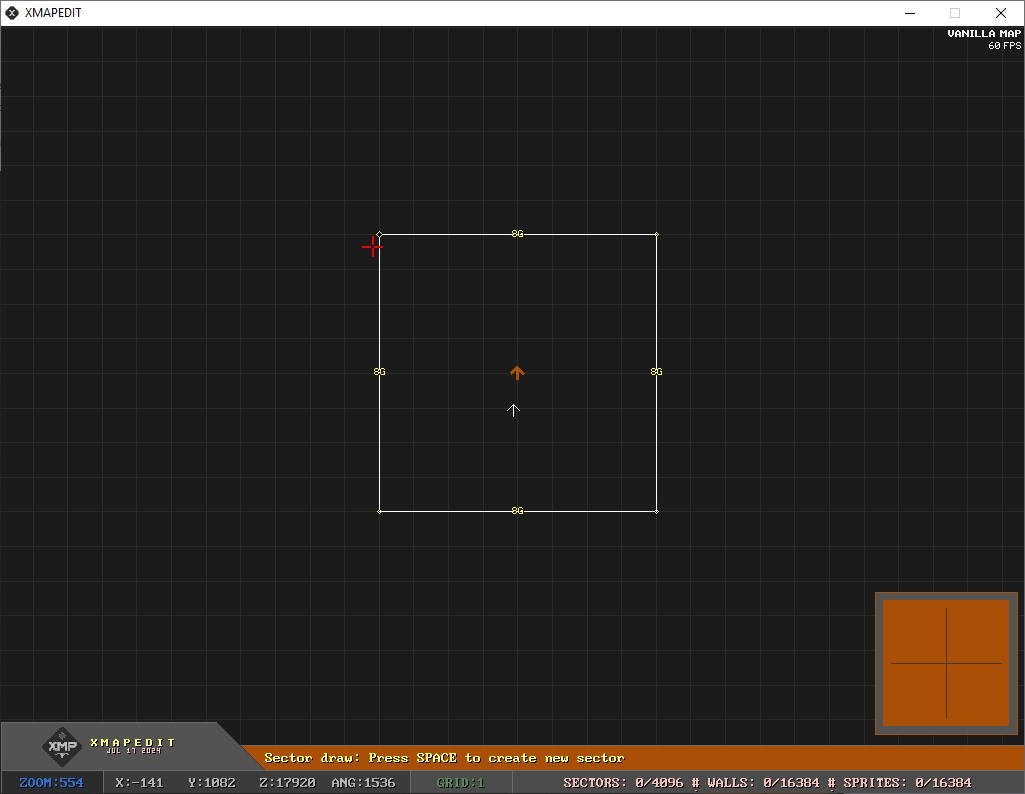 XMAPEDIT
VANILLA MAP
60 FPS
8G
8G
8G
8G
XMP
XMAPEDIT
JUL 17 2024
Sector draw: Press SPACE to create new sector
ZOOM:554
X:-141
Y:1082
Z:17920
ANG:1536
GRID:1
SECTORS: 0/4096 # WALLS: 0/16384 # SPRITES: 0/16384